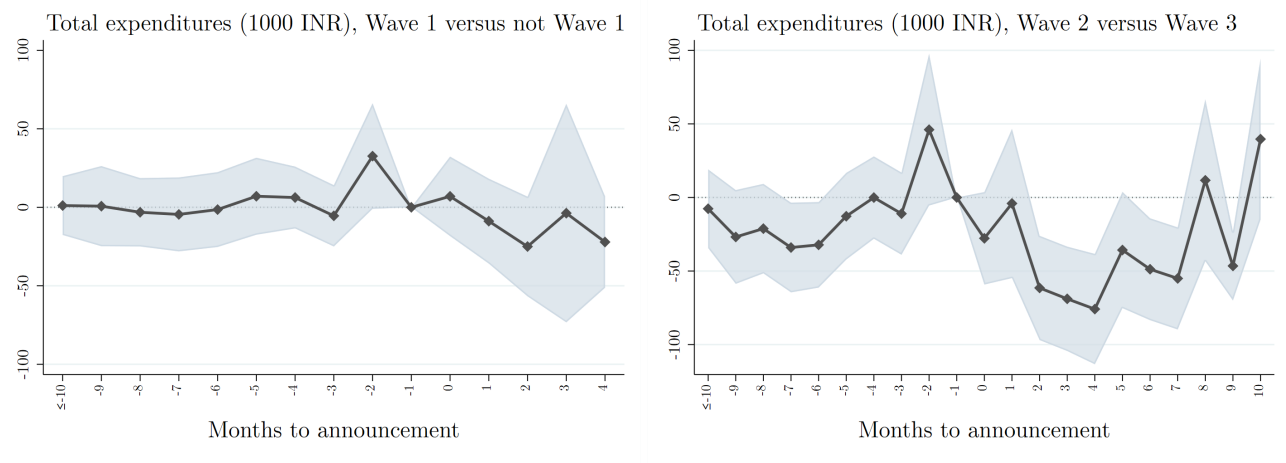 Total expenditures (1000 INR), Wave 1 versus not Wave 1
100
50
0
-50
-100
≤-10 -9 -8 -7 -6 -5 -4 -3 -2 -1 0 1 2 3 4
Months to announcement
Total expenditures (1000 INR), Wave 2 versus Wave 3
100
50
0
-50
-100
≤-10 -9 -8 -7 -6 -5 -4 -3 -2 -1 0 1 2 3 4 5 6 7 8 9 10
Months to announcement